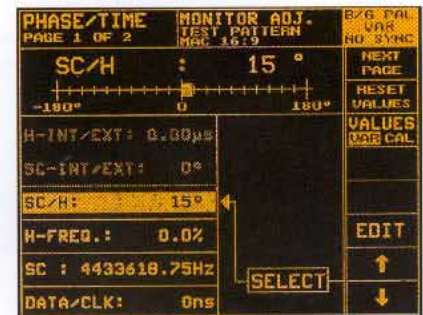 PHASE/TIME
PAGE 1 OF 2
MONITOR ADJ.
TEST PATTERN
MAC 16:9
B/G PAL
VAR
NO SYNC
SC/H : 15 °
-180° 0 180°
NEXT
PAGE
RESET
VALUES
VALUES
VAR CAL
H-INT/EXT: 0.00µs
SC-INT/EXT: 0°
SC/H: 15°
H-FREQ.: 0.0%
SC : 4433618.75Hz
DATA/CLK: 0ns
SELECT
EDIT
↑
↓